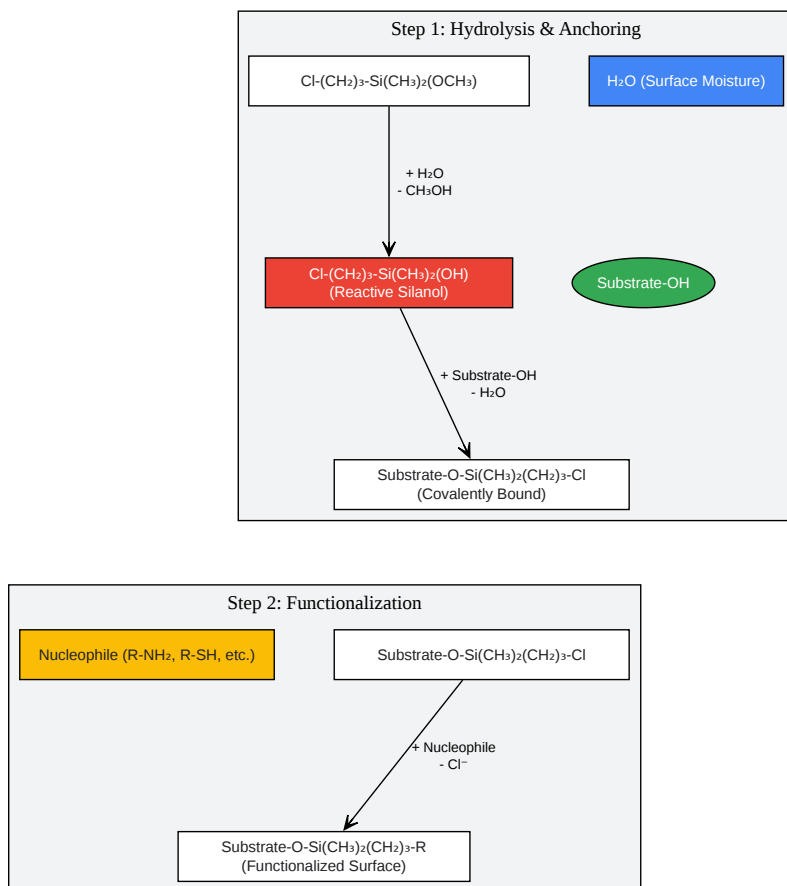 Step 1: Hydrolysis & Anchoring
Cl-(CH₂)₃-Si(CH₃)₂(OCH₃)
H₂O (Surface Moisture)
+ H₂O
- CH₃OH
Cl-(CH₂)₃-Si(CH₃)₂(OH)
(Reactive Silanol)
Substrate-OH
+ Substrate-OH
- H₂O
Substrate-O-Si(CH₃)₂(CH₂)₃-Cl
(Covalently Bound)
Step 2: Functionalization
Nucleophile (R-NH₂, R-SH, etc.)
Substrate-O-Si(CH₃)₂(CH₂)₃-Cl
+ Nucleophile
- Cl⁻
Substrate-O-Si(CH₃)₂(CH₂)₃-R
(Functionalized Surface)